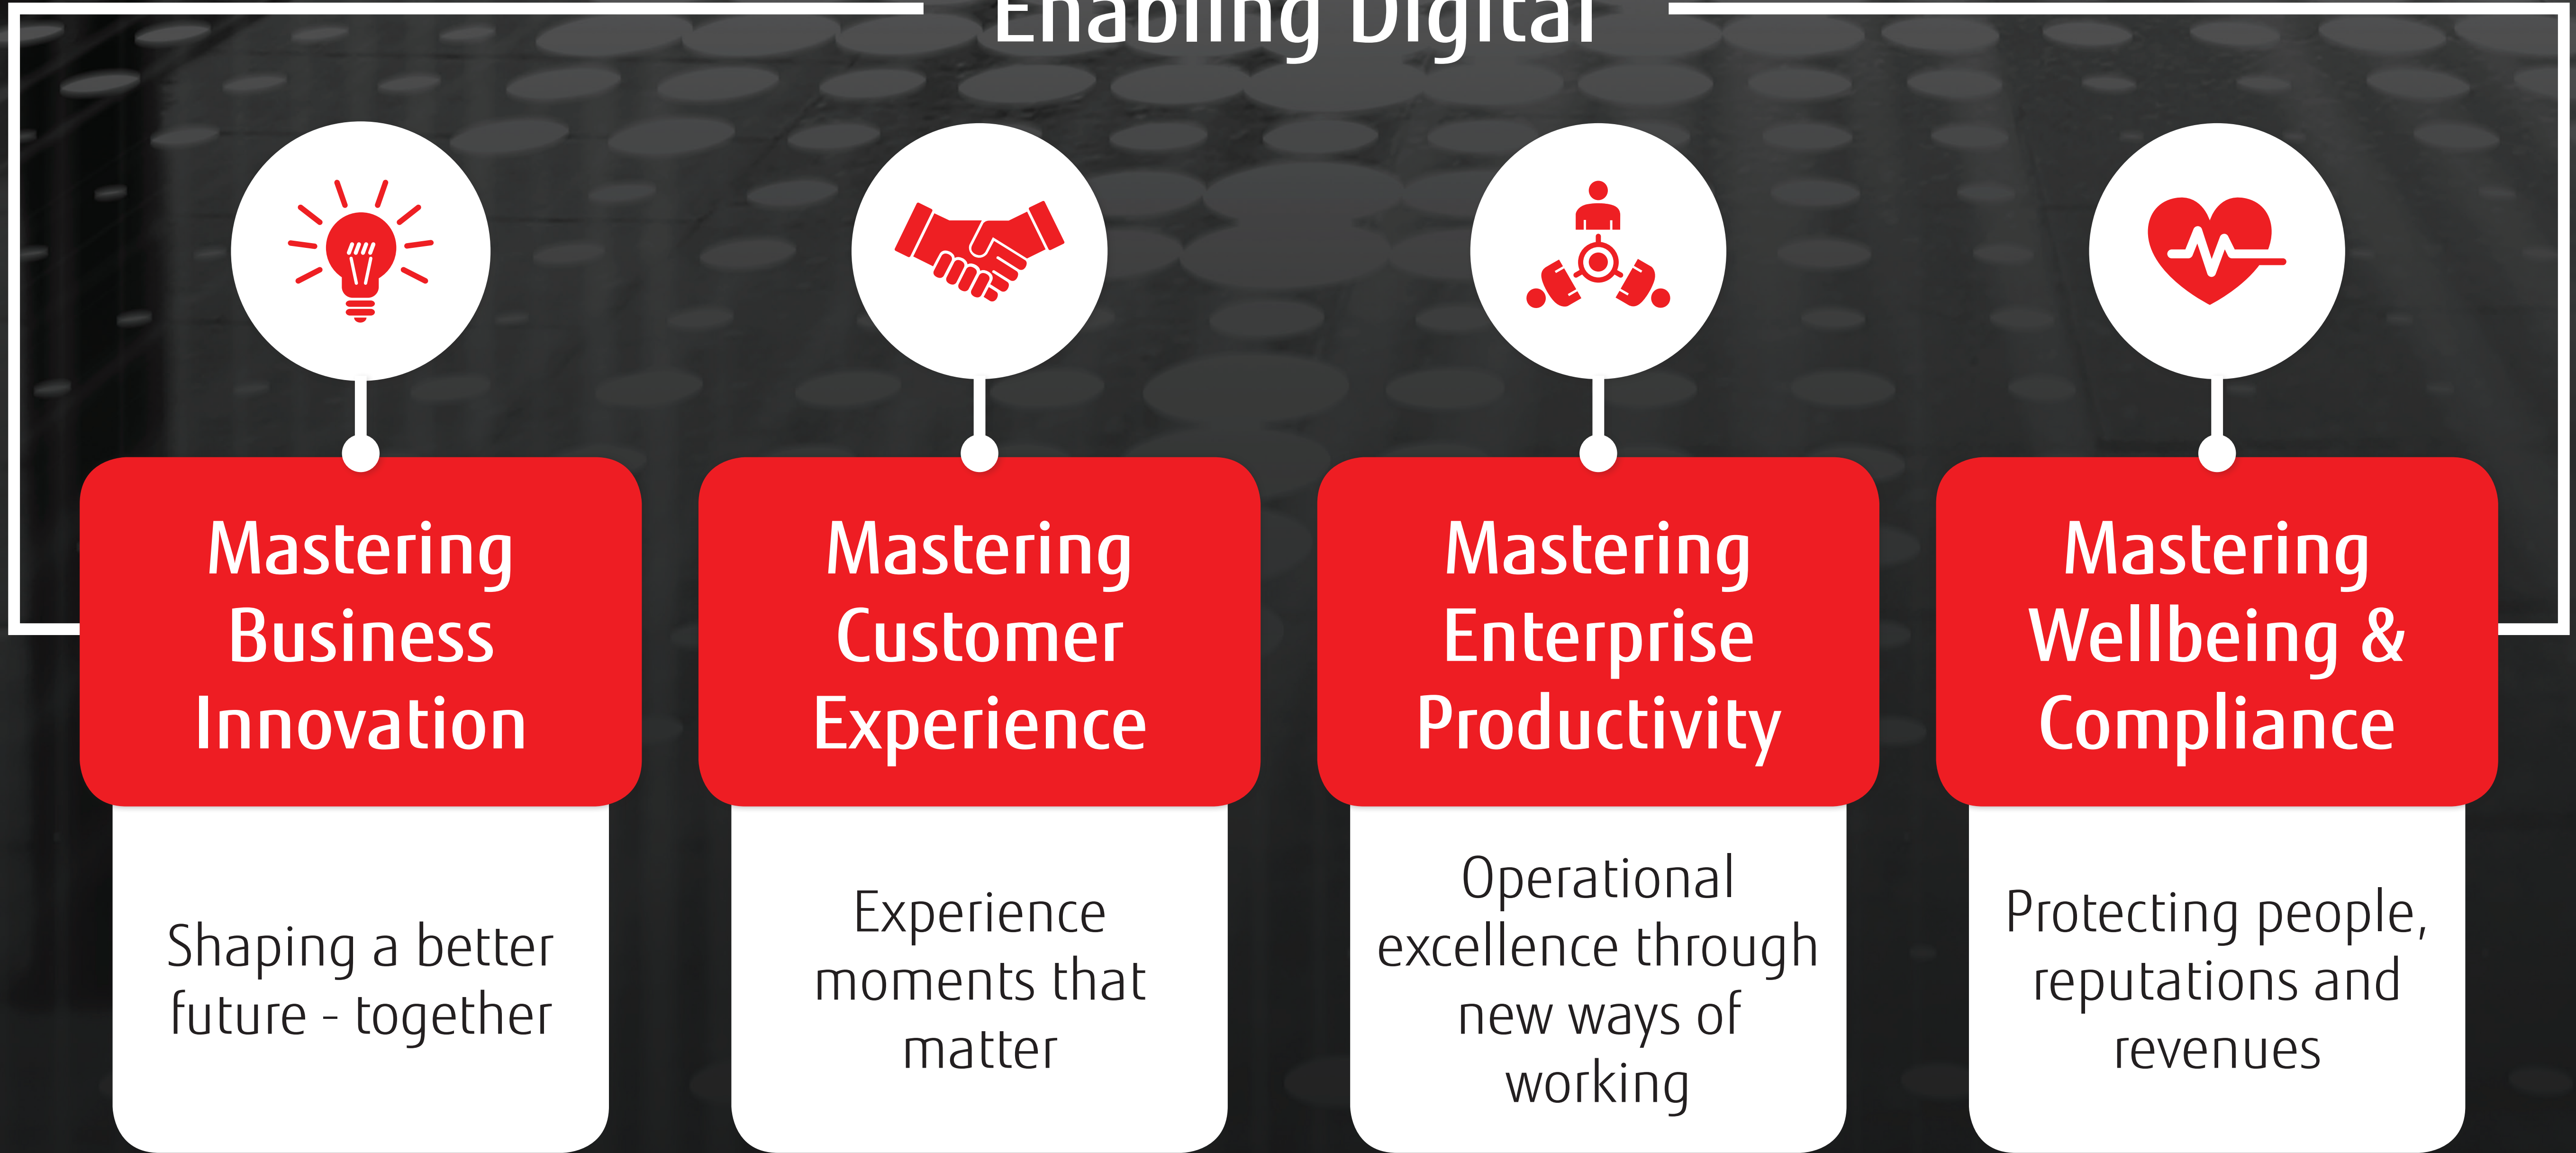 Enabling Digital
Mastering
Business
Innovation
Shaping a better
future - together
Mastering
Customer
Experience
Experience
moments that
matter
Mastering
Enterprise
Productivity
Operational
excellence through
new ways of
working
Mastering
Wellbeing &
Compliance
Protecting people,
reputations and
revenues